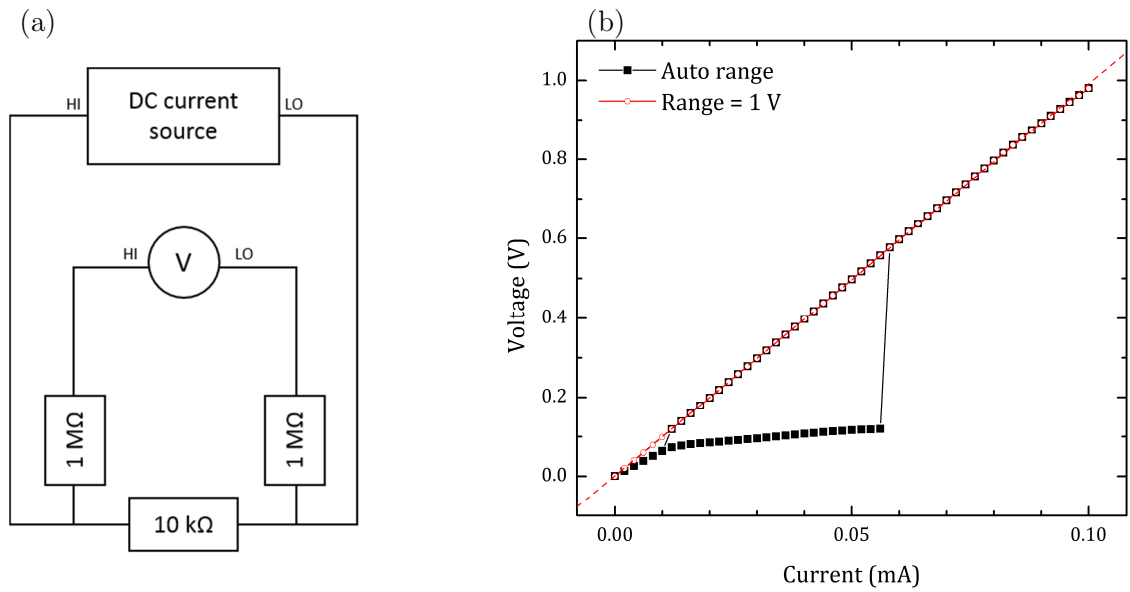 (a)
HI
DC current
source
LO
HI
V
LO
1 MΩ
1 MΩ
10 kΩ
(b)
Auto range
Range = 1 V
1.0
0.8
0.6
0.4
0.2
0.0
Voltage (V)
0.00
0.05
0.10
Current (mA)